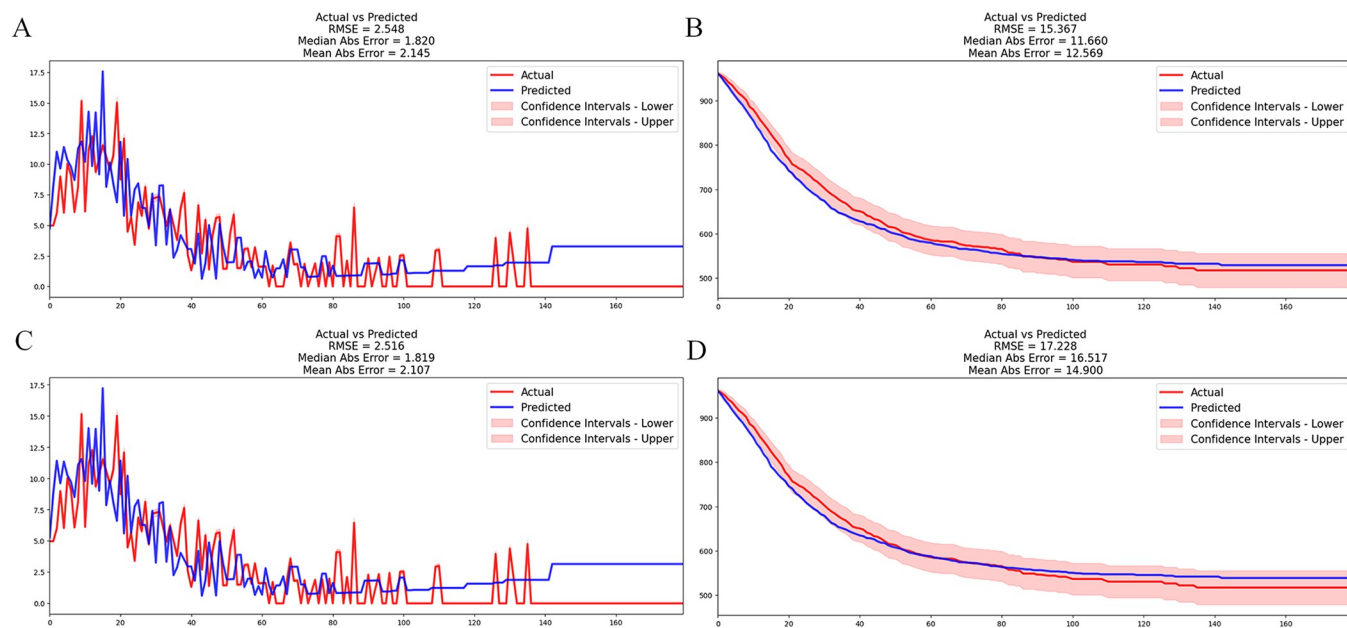 A
Actual vs Predicted
RMSE = 2.548
Median Abs Error = 1.820
Mean Abs Error = 2.145
Actual
Predicted
Confidence Intervals - Lower
Confidence Intervals - Upper
17.5
15.0
12.5
10.0
7.5
5.0
2.5
0.0
0 20 40 60 80 100 120 140 160
B
Actual vs Predicted
RMSE = 15.367
Median Abs Error = 11.660
Mean Abs Error = 12.569
Actual
Predicted
Confidence Intervals - Lower
Confidence Intervals - Upper
900
800
700
600
500
0 20 40 60 80 100 120 140 160
C
Actual vs Predicted
RMSE = 2.516
Median Abs Error = 1.819
Mean Abs Error = 2.107
Actual
Predicted
Confidence Intervals - Lower
Confidence Intervals - Upper
17.5
15.0
12.5
10.0
7.5
5.0
2.5
0.0
0 20 40 60 80 100 120 140 160
D
Actual vs Predicted
RMSE = 17.228
Median Abs Error = 16.517
Mean Abs Error = 14.900
Actual
Predicted
Confidence Intervals - Lower
Confidence Intervals - Upper
900
800
700
600
500
0 20 40 60 80 100 120 140 160